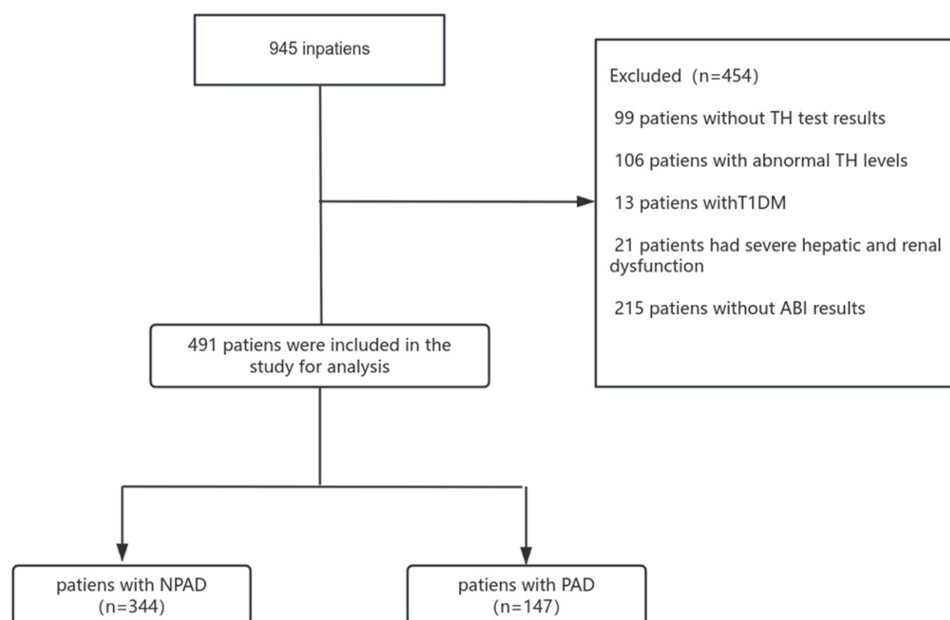 945 inpatiens
Excluded（n=454）
99 patiens without TH test results
106 patiens with abnormal TH levels
13 patiens withT1DM
21 patients had severe hepatic and renal
dysfunction
215 patiens without ABI results
491 patiens were included in the
study for analysis
patiens with NPAD
（n=344）
patiens with PAD
（n=147）